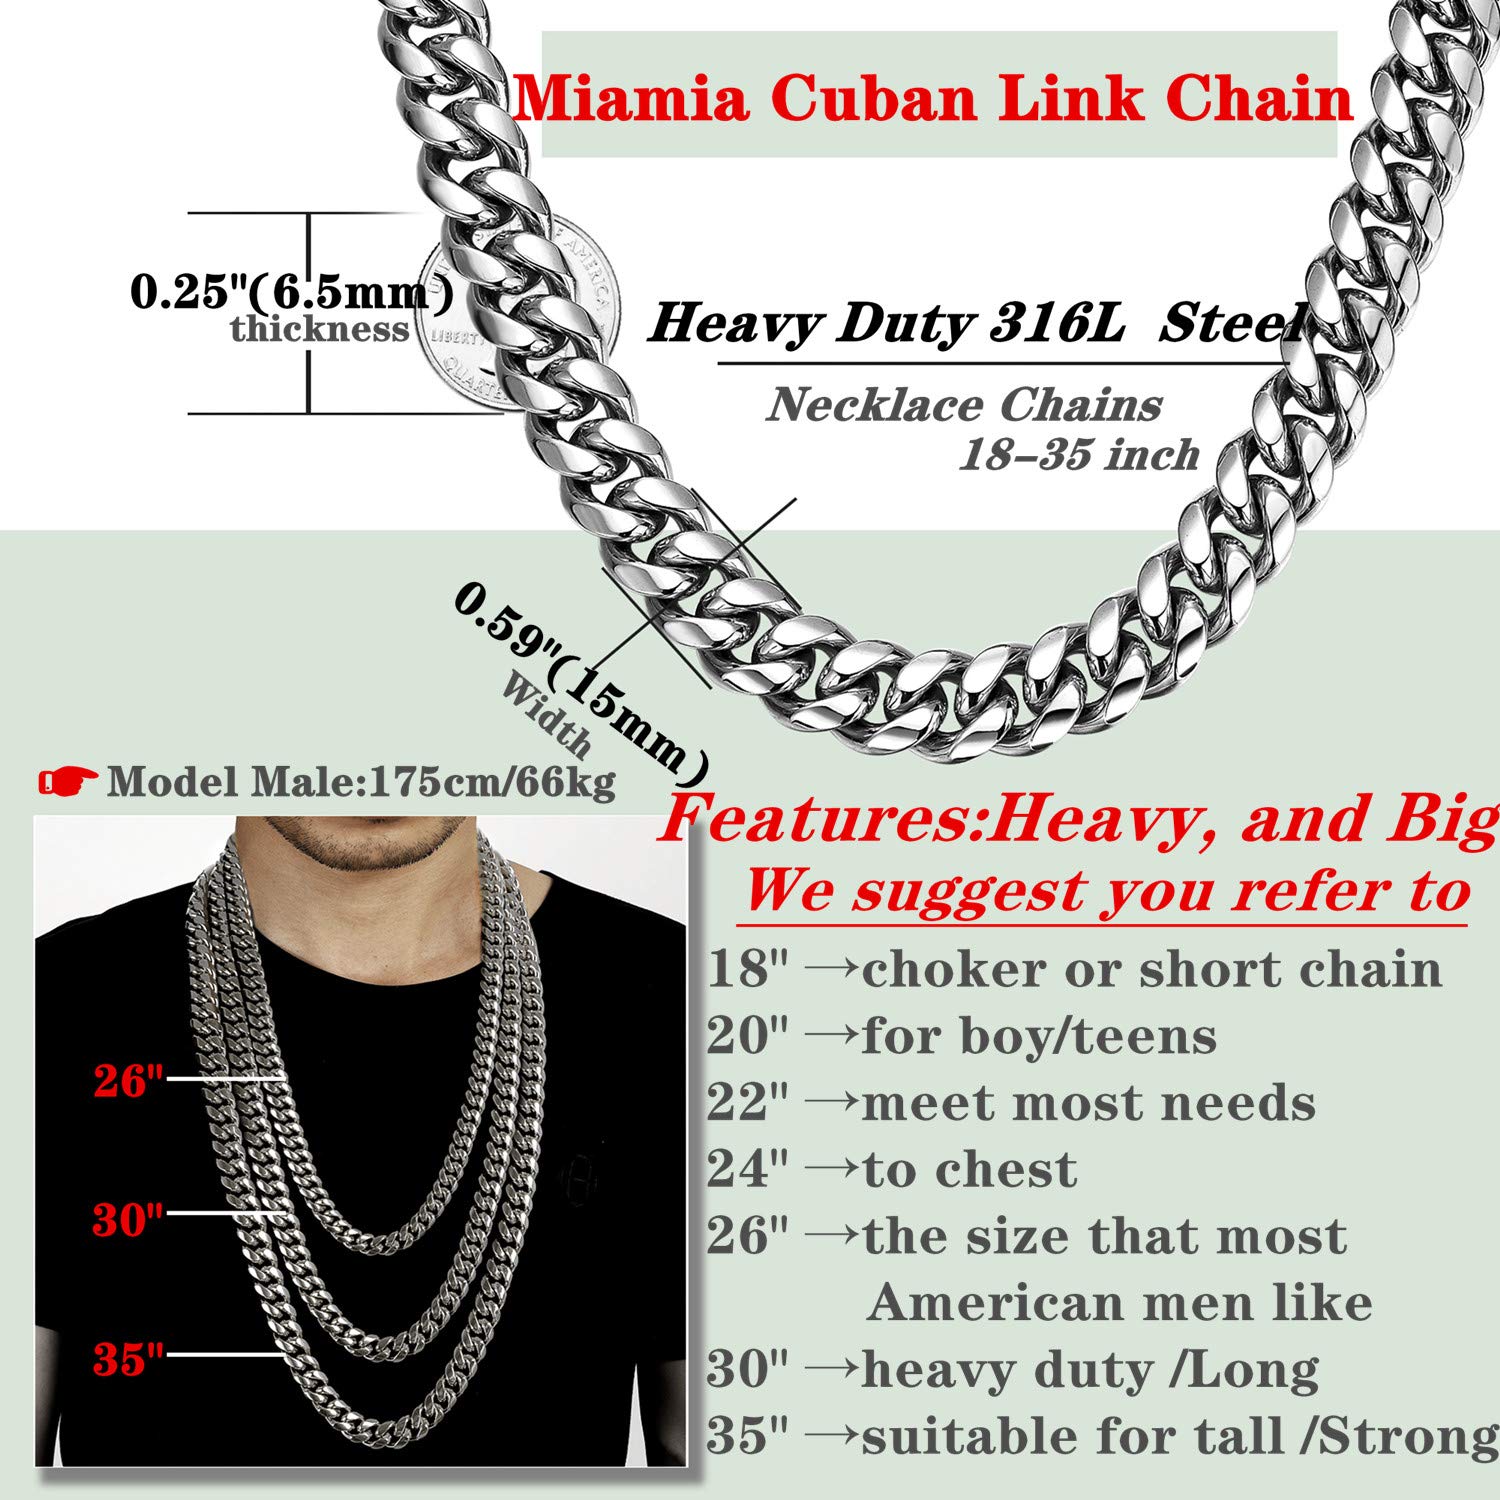 Miamia Cuban Link Chain
0.25"(6.5mm)
thickness
LIBERTY
QUARTE
AMERICA
Heavy Duty 316L Steel
Necklace Chains
18-35 inch
0.59"(15mm)
Width
Model Male:175cm/66kg
Features:Heavy, and Big
We suggest you refer to
18" →choker or short chain
20" →for boy/teens
22" →meet most needs
24" →to chest
26" →the size that most
American men like
30" →heavy duty /Long
35" →suitable for tall /Strong
26"
30"
35"